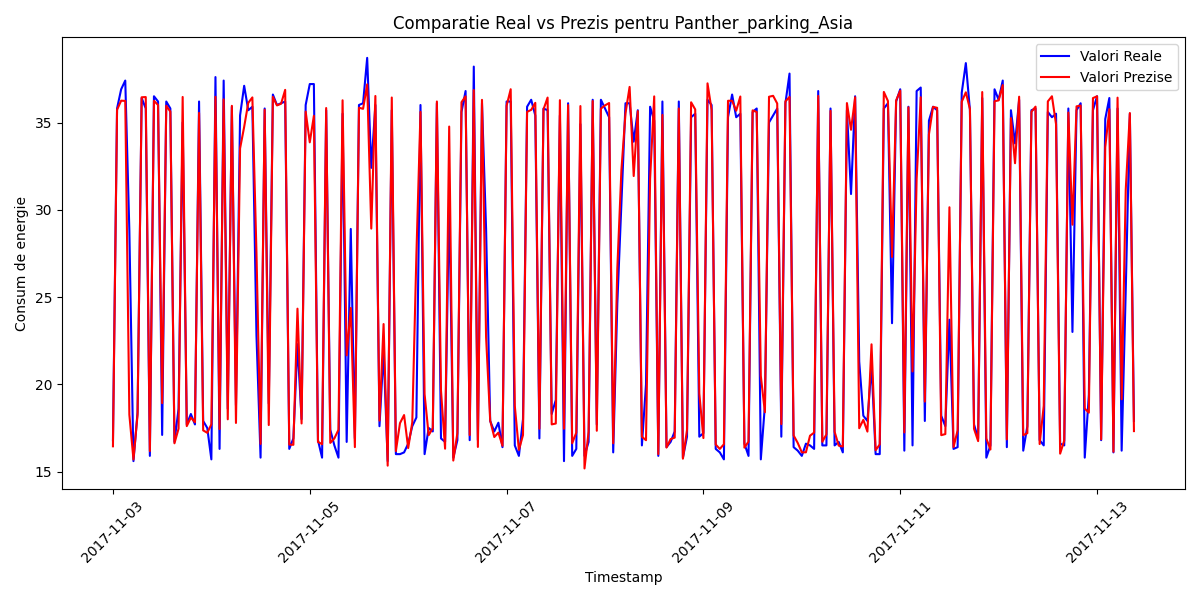 Comparatie Real vs Prezis pentru Panther_parking_Asia
Valori Reale
Valori Prezise
Consum de energie
35
30
25
20
15
2017-11-03
2017-11-05
2017-11-07
2017-11-09
2017-11-11
2017-11-13
Timestamp